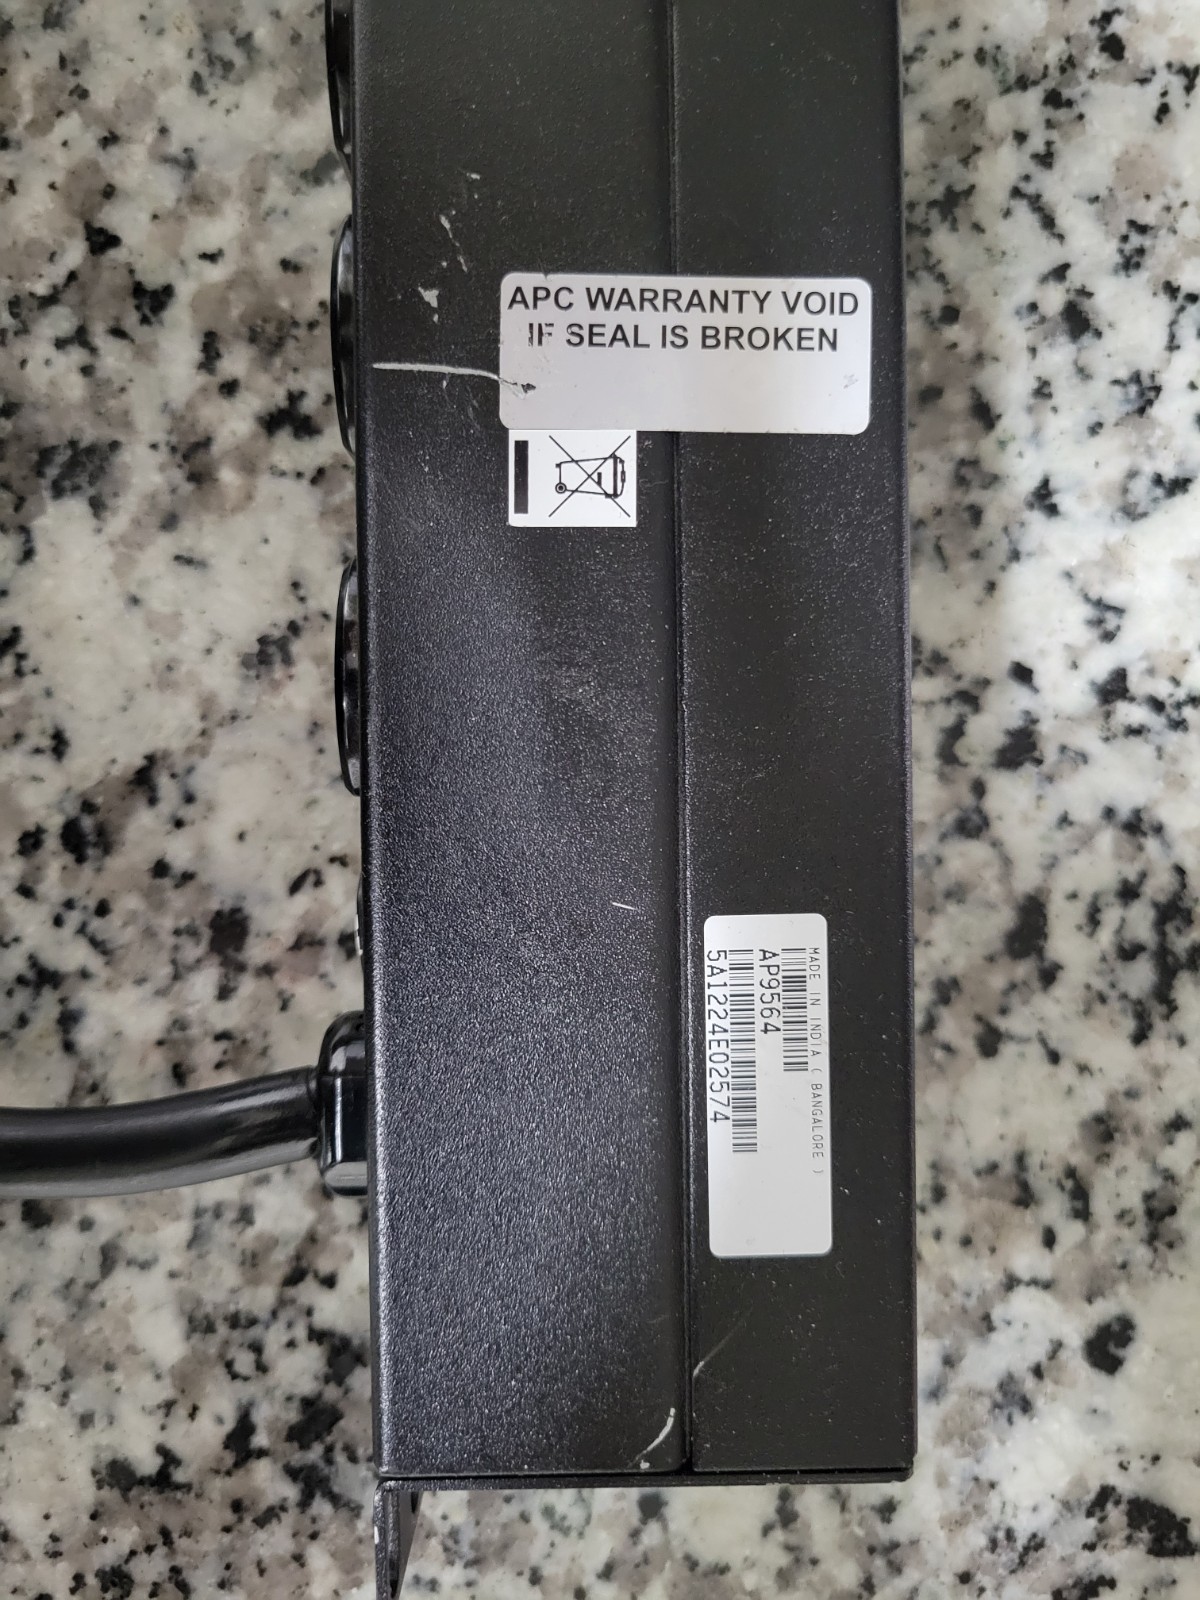 APC WARRANTY VOID
IF SEAL IS BROKEN
MADE IN INDIA ( BANGALORE )
AP9564
5A1224E02574